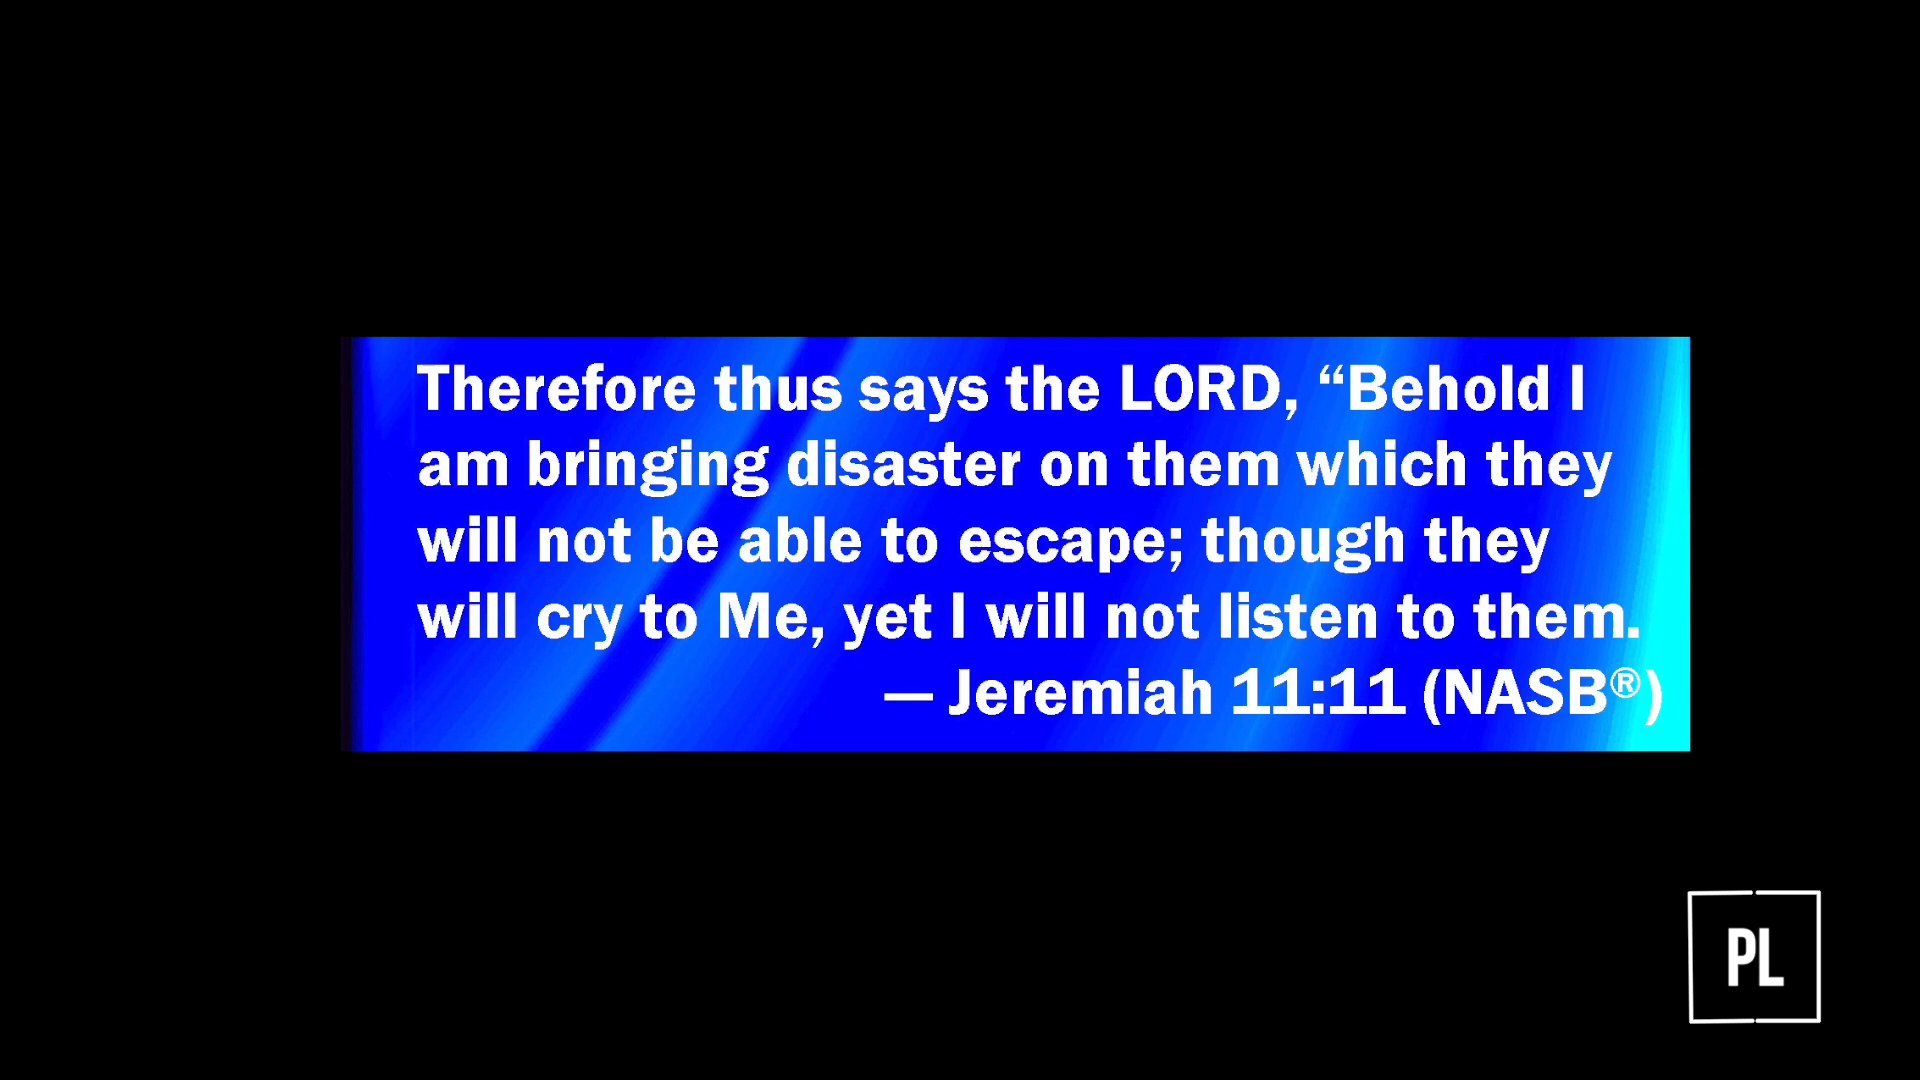 Therefore thus says the LORD, “Behold I
am bringing disaster on them which they
will not be able to escape; though they
will cry to Me, yet I will not listen to them.
— Jeremiah 11:11 (NASB®)
PL